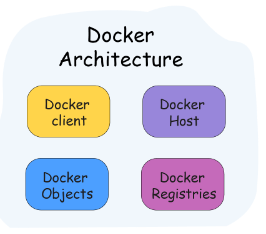 Docker
Architecture
Docker
client
Docker
Host
Docker
Objects
Docker
Registries